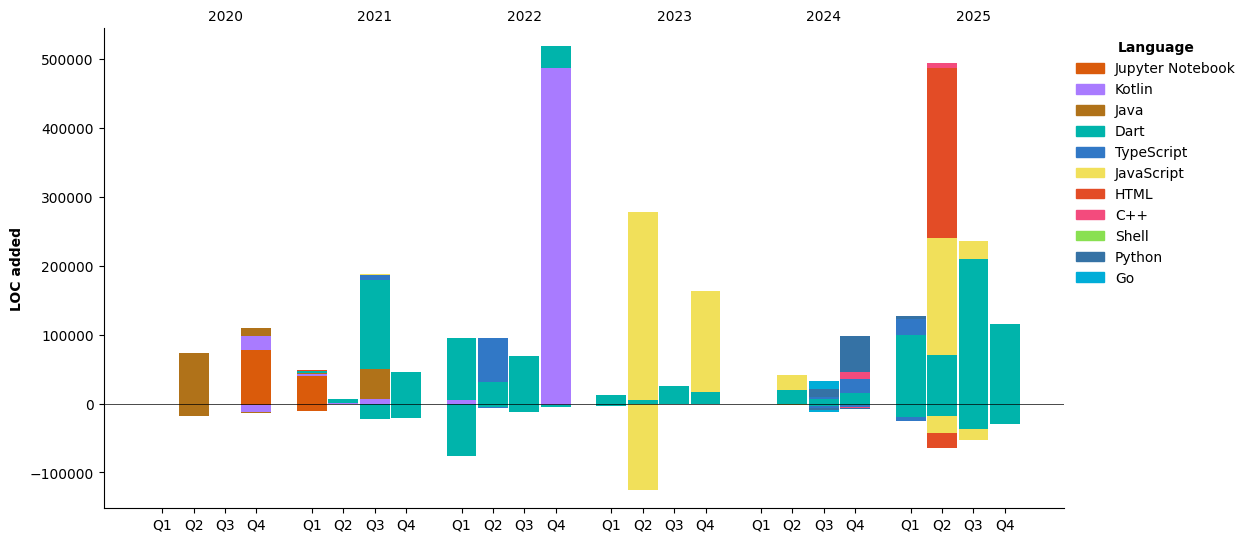 2020 2021 2022 2023 2024 2025
LOC added
500000
400000
300000
200000
100000
0
−100000
Q1 Q2 Q3 Q4 Q1 Q2 Q3 Q4 Q1 Q2 Q3 Q4 Q1 Q2 Q3 Q4 Q1 Q2 Q3 Q4 Q1 Q2 Q3 Q4
Language
Jupyter Notebook
Kotlin
Java
Dart
TypeScript
JavaScript
HTML
C++
Shell
Python
Go